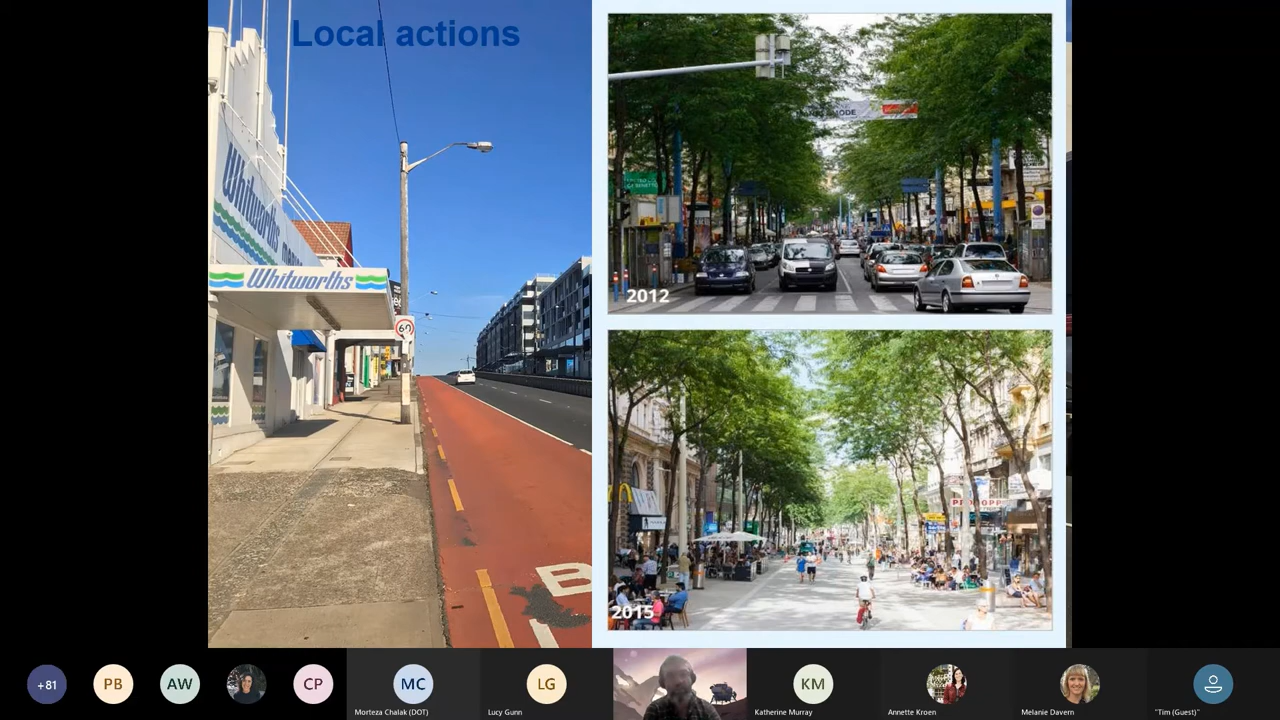 Local actions
Whitworths
Whitworths
60
B
MODE
2012
2015
+81
PB
AW
CP
MC
LG
KM
Morteza Chalak (DOT)
Lucy Gunn
Katherine Murray
Annette Kroen
Melanie Davern
"Tim (Guest)"